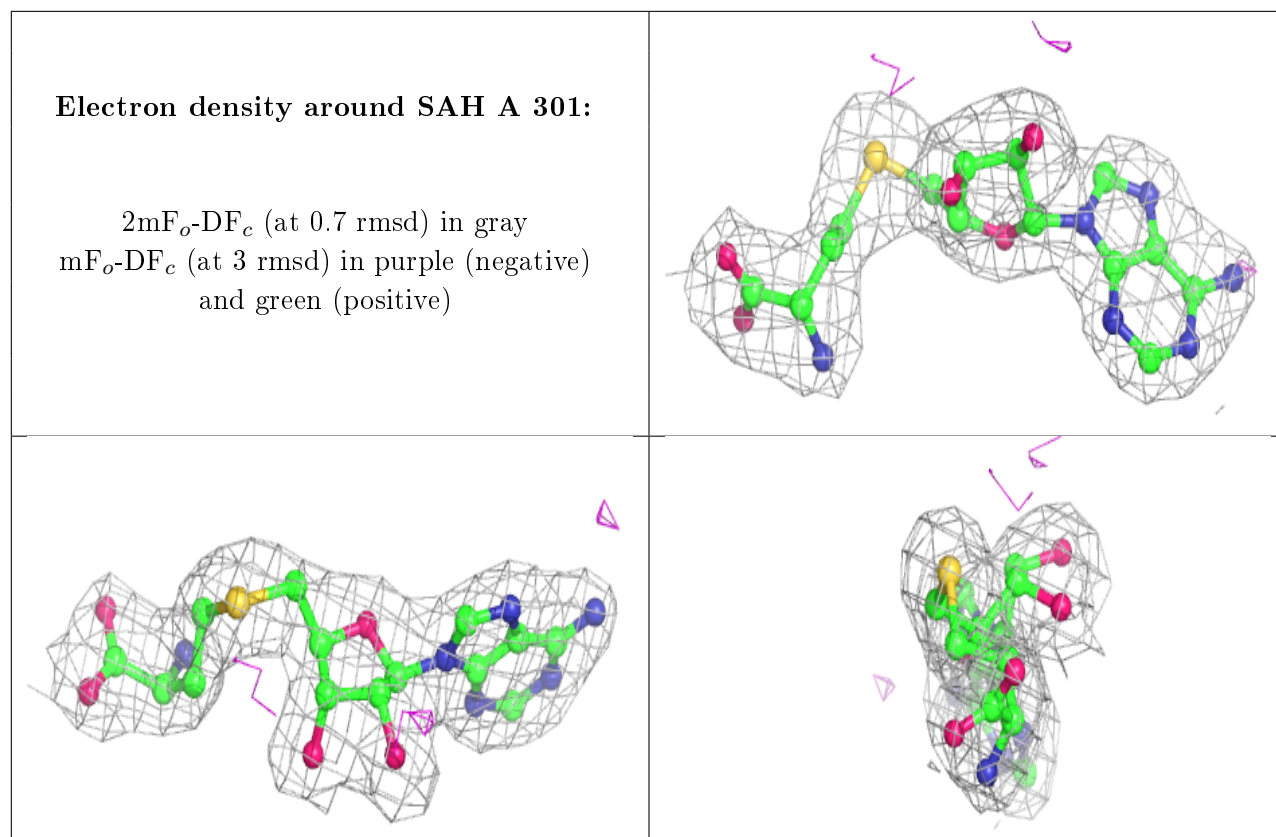 Electron density around SAH A 301:
2mFo-DFc (at 0.7 rmsd) in gray
mFo-DFc (at 3 rmsd) in purple (negative)
and green (positive)